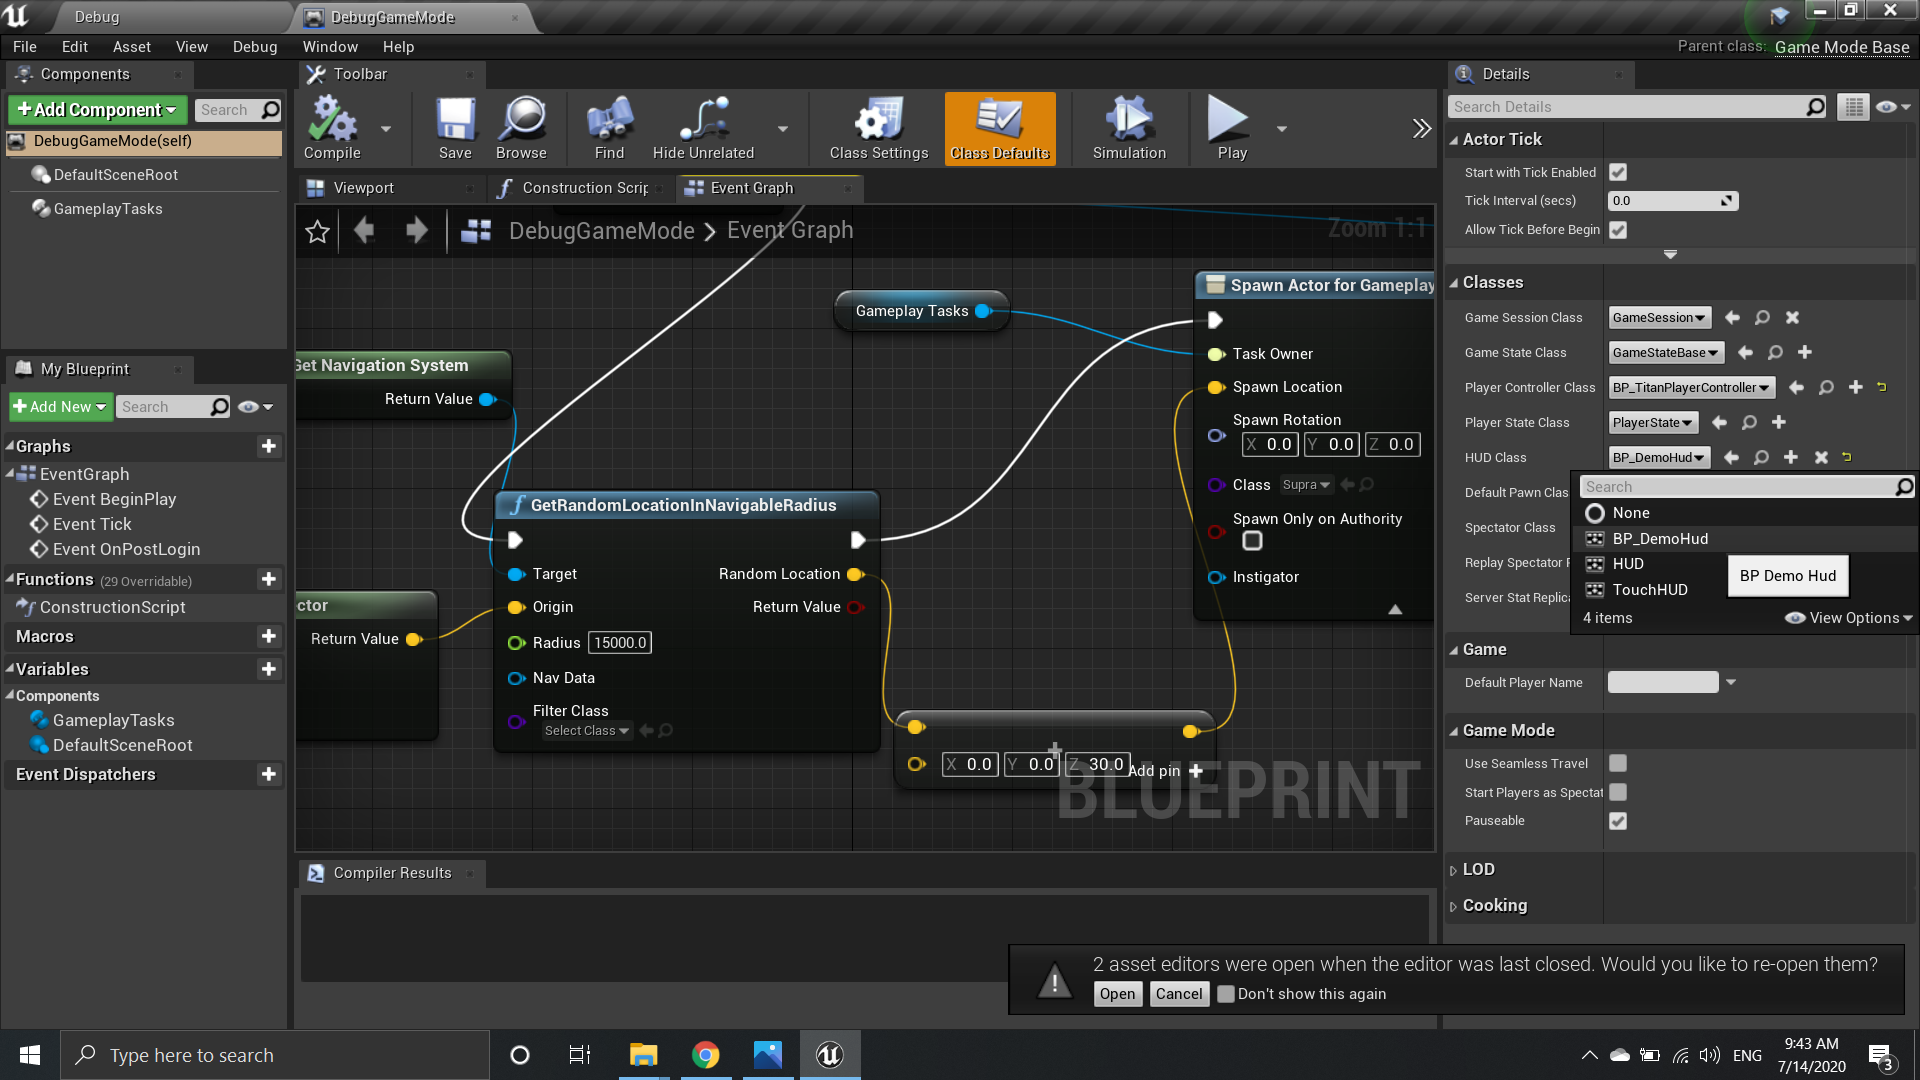 Debug
DebugGameMode
File Edit Asset View Debug Window Help
Parent class: Game Mode Base
Components
Add Component
Search
DebugGameMode(self)
DefaultSceneRoot
GameplayTasks
My Blueprint
Add New
Search
Graphs
EventGraph
Event BeginPlay
Event Tick
Event OnPostLogin
Functions (29 Overridable)
ConstructionScript
Macros
Variables
Components
GameplayTasks
DefaultSceneRoot
Event Dispatchers
Toolbar
Compile
Save
Browse
Find
Hide Unrelated
Class Settings
Class Defaults
Simulation
Play
Viewport
Construction Scrip
Event Graph
DebugGameMode > Event Graph
Zoom 1:1
Get Navigation System
Return Value
ctor
Return Value
Gameplay Tasks
GetRandomLocationInNavigableRadius
Target
Origin
Radius 15000.0
Nav Data
Filter Class
Select Class
Random Location
Return Value
X 0.0 Y 0.0 Z 30.0
Add pin
Spawn Actor for Gameplay
Task Owner
Spawn Location
Spawn Rotation
X 0.0 Y 0.0 Z 0.0
Class Supra
Spawn Only on Authority
Instigator
BLUEPRINT
Compiler Results
Details
Search Details
Actor Tick
Start with Tick Enabled
Tick Interval (secs) 0.0
Allow Tick Before Begin
Classes
Game Session Class GameSession
Game State Class GameStateBase
Player Controller Class BP_TitanPlayerController
Player State Class PlayerState
HUD Class BP_DemoHud
Default Pawn Clas
Spectator Class
Replay Spectator
Server Stat Replic
Search
None
BP_DemoHud
HUD
TouchHUD
BP Demo Hud
4 items
View Options
Game
Default Player Name
Game Mode
Use Seamless Travel
Start Players as Spectat
Pauseable
LOD
Cooking
2 asset editors were open when the editor was last closed. Would you like to re-open them?
Open Cancel Don't show this again
Type here to search
ENG
9:43 AM
7/14/2020
3